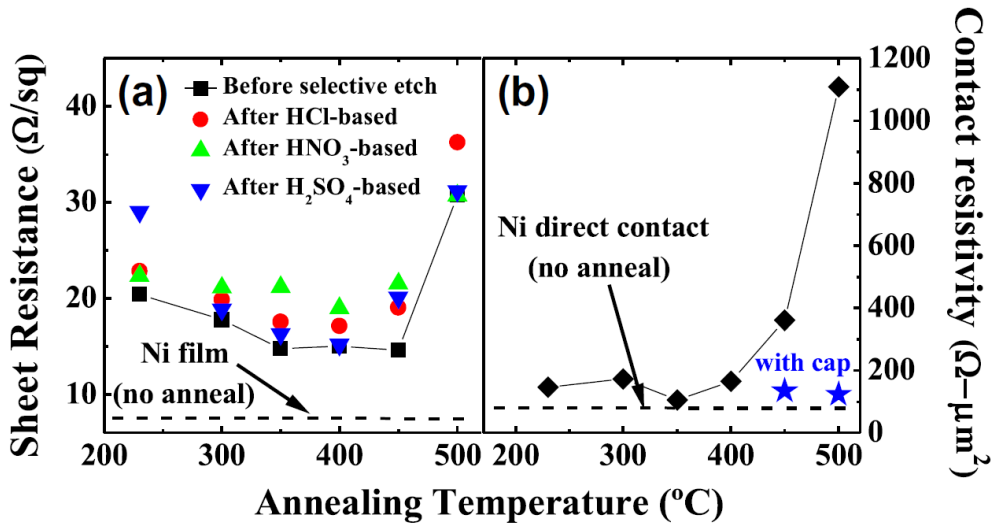 Sheet Resistance (Ω/sq)
40
30
20
10
(a)
Before selective etch
After HCl-based
After HNO₃-based
After H₂SO₄-based
Ni film
(no anneal)
200
300
400
500
(b)
Ni direct contact
(no anneal)
with cap
200
300
400
500
1200
1000
800
600
400
200
0
Contact resistivity (Ω–μm²)
Annealing Temperature (ºC)